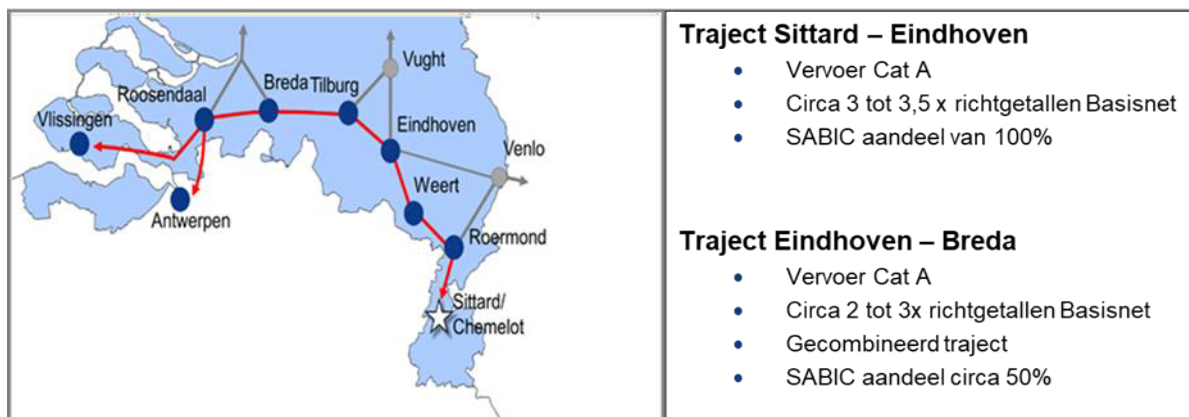 Vught
Breda Tilburg
Roosendaal
Vlissingen
Eindhoven
Venlo
Weert
Antwerpen
Roermond
Sittard/
Chemelot
Traject Sittard – Eindhoven
• Vervoer Cat A
• Circa 3 tot 3,5 x richtgetallen Basisnet
• SABIC aandeel van 100%
Traject Eindhoven – Breda
• Vervoer Cat A
• Circa 2 tot 3x richtgetallen Basisnet
• Gecombineerd traject
• SABIC aandeel circa 50%